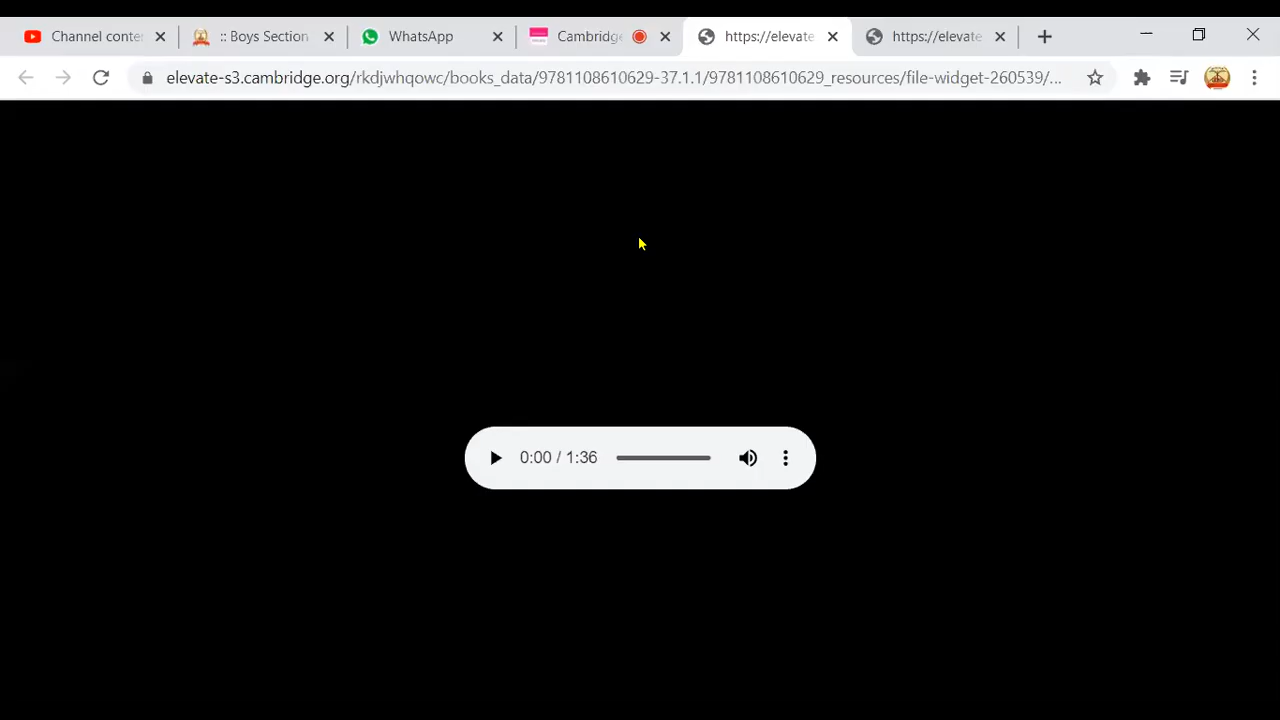 Channel conte
:: Boys Section
WhatsApp
Cambridge
https://elevate
https://elevate
elevate-s3.cambridge.org/rkdjwhqowc/books_data/9781108610629-37.1.1/9781108610629_resources/file-widget-260539/...
0:00 / 1:36